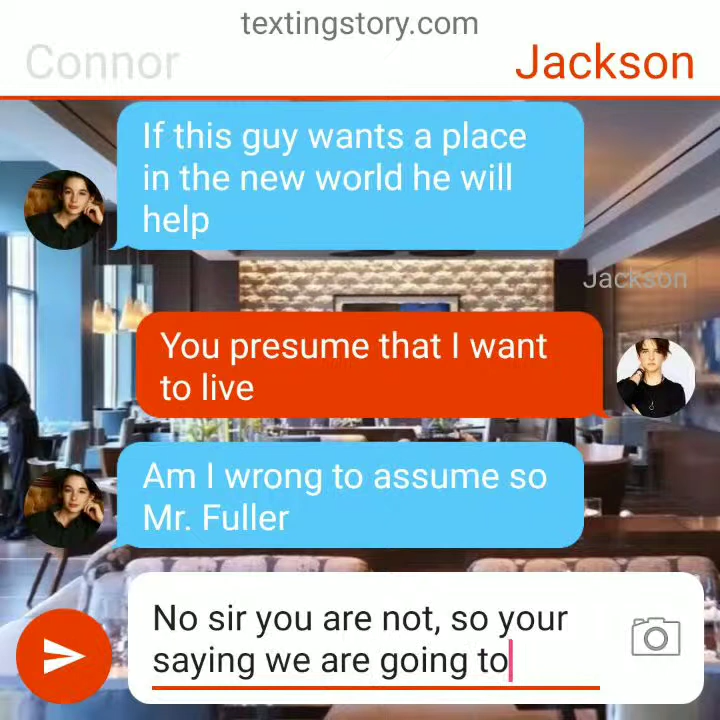 textingstory.com
Connor
Jackson
If this guy wants a place
in the new world he will
help
Jackson
You presume that I want
to live
Am I wrong to assume so
Mr. Fuller
No sir you are not, so your
saying we are going to